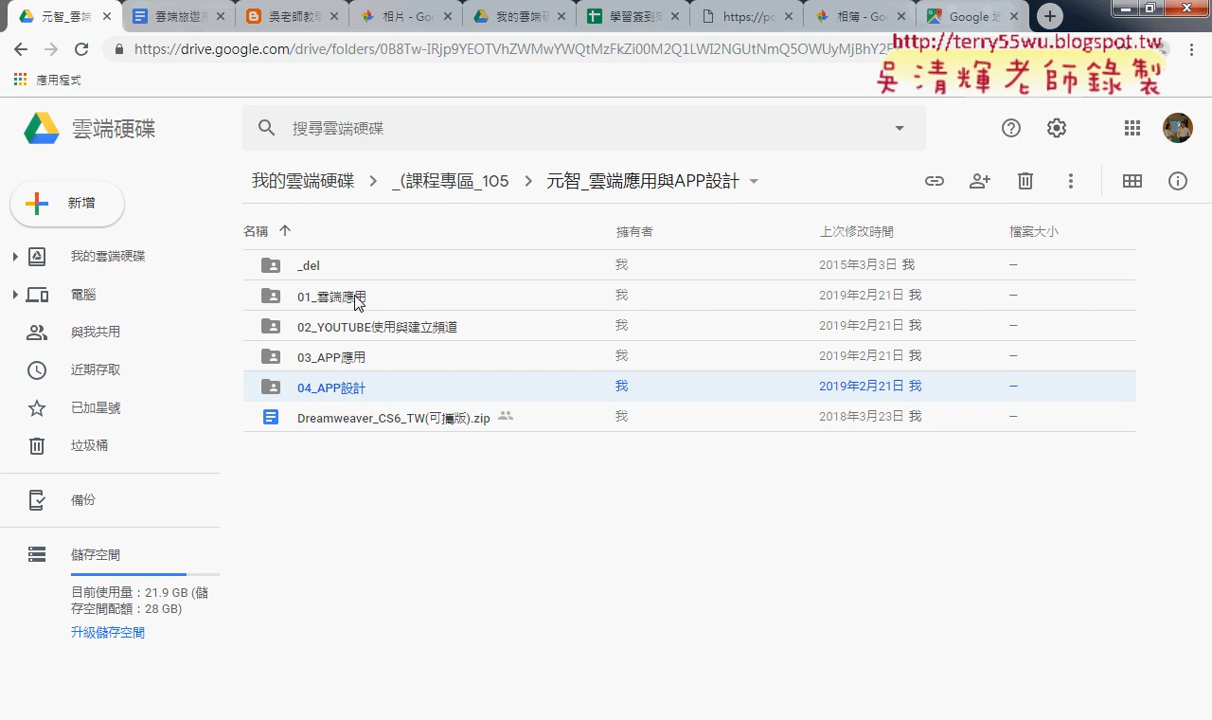 元智_雲端
雲端旅遊
吳老師教學
相片 - Go
我的雲端硬
學習簽到
https://po
相簿 - Go
Google 地
https://drive.google.com/drive/folders/0B8Tw-IRjp9YEOTVhZWMwYWQtMzFkZi00M2Q1LWI2NGUtNmQ5OWUyMjBhY2F
http://terry55wu.blogspot.tw
吳清輝老師錄製
應用程式
雲端硬碟
搜尋雲端硬碟
新增
我的雲端硬碟 > _(課程專區_105 > 元智_雲端應用與APP設計
名稱 擁有者 上次修改時間 檔案大小
_del 我 2015年3月3日 我 –
01_雲端應用 我 2019年2月21日 我 –
02_YOUTUBE使用與建立頻道 我 2019年2月21日 我 –
03_APP應用 我 2019年2月21日 我 –
04_APP設計 我 2019年2月21日 我 –
Dreamweaver_CS6_TW(可攜版).zip 我 2018年3月23日 我 –
我的雲端硬碟
電腦
與我共用
近期存取
已加星號
垃圾桶
備份
儲存空間
目前使用量：21.9 GB (儲
存空間配額：28 GB)
升級儲存空間